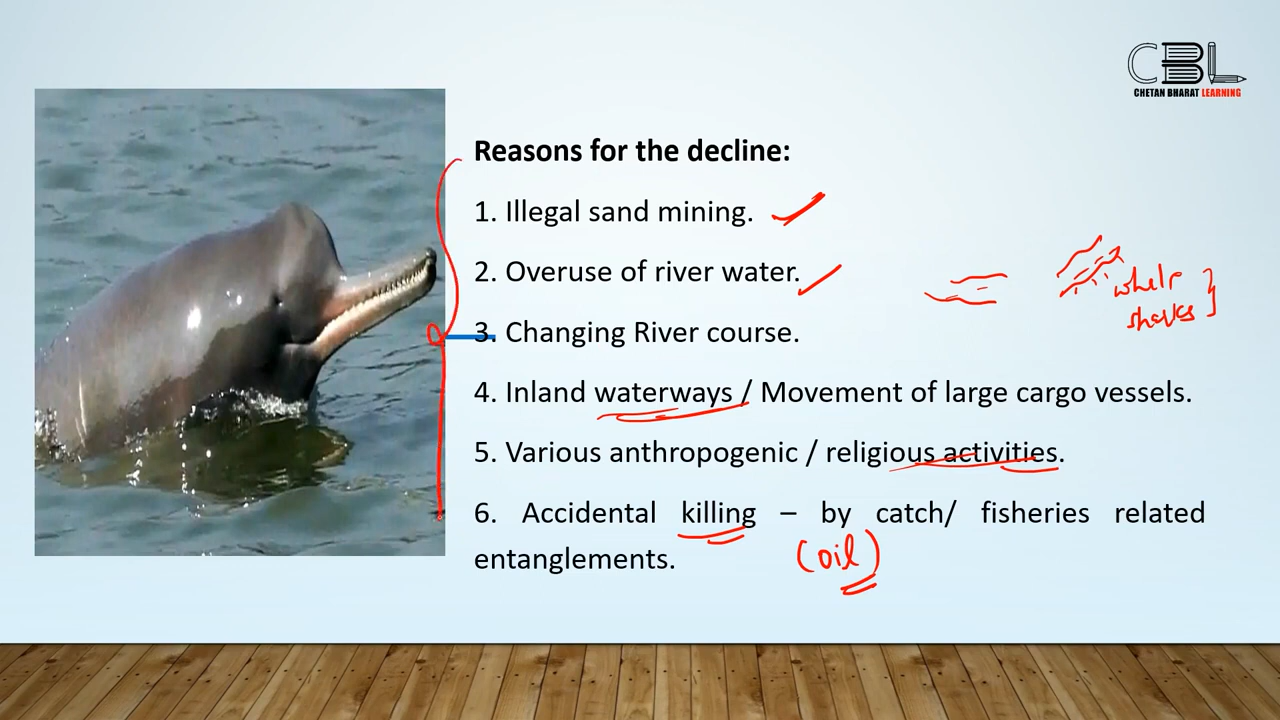 CBL
CHETAN BHARAT LEARNING
Reasons for the decline:
1. Illegal sand mining.
2. Overuse of river water.
3. Changing River course.
4. Inland waterways / Movement of large cargo vessels.
5. Various anthropogenic / religious activities.
6. Accidental killing – by catch/ fisheries related
entanglements.
(oil)
sharks